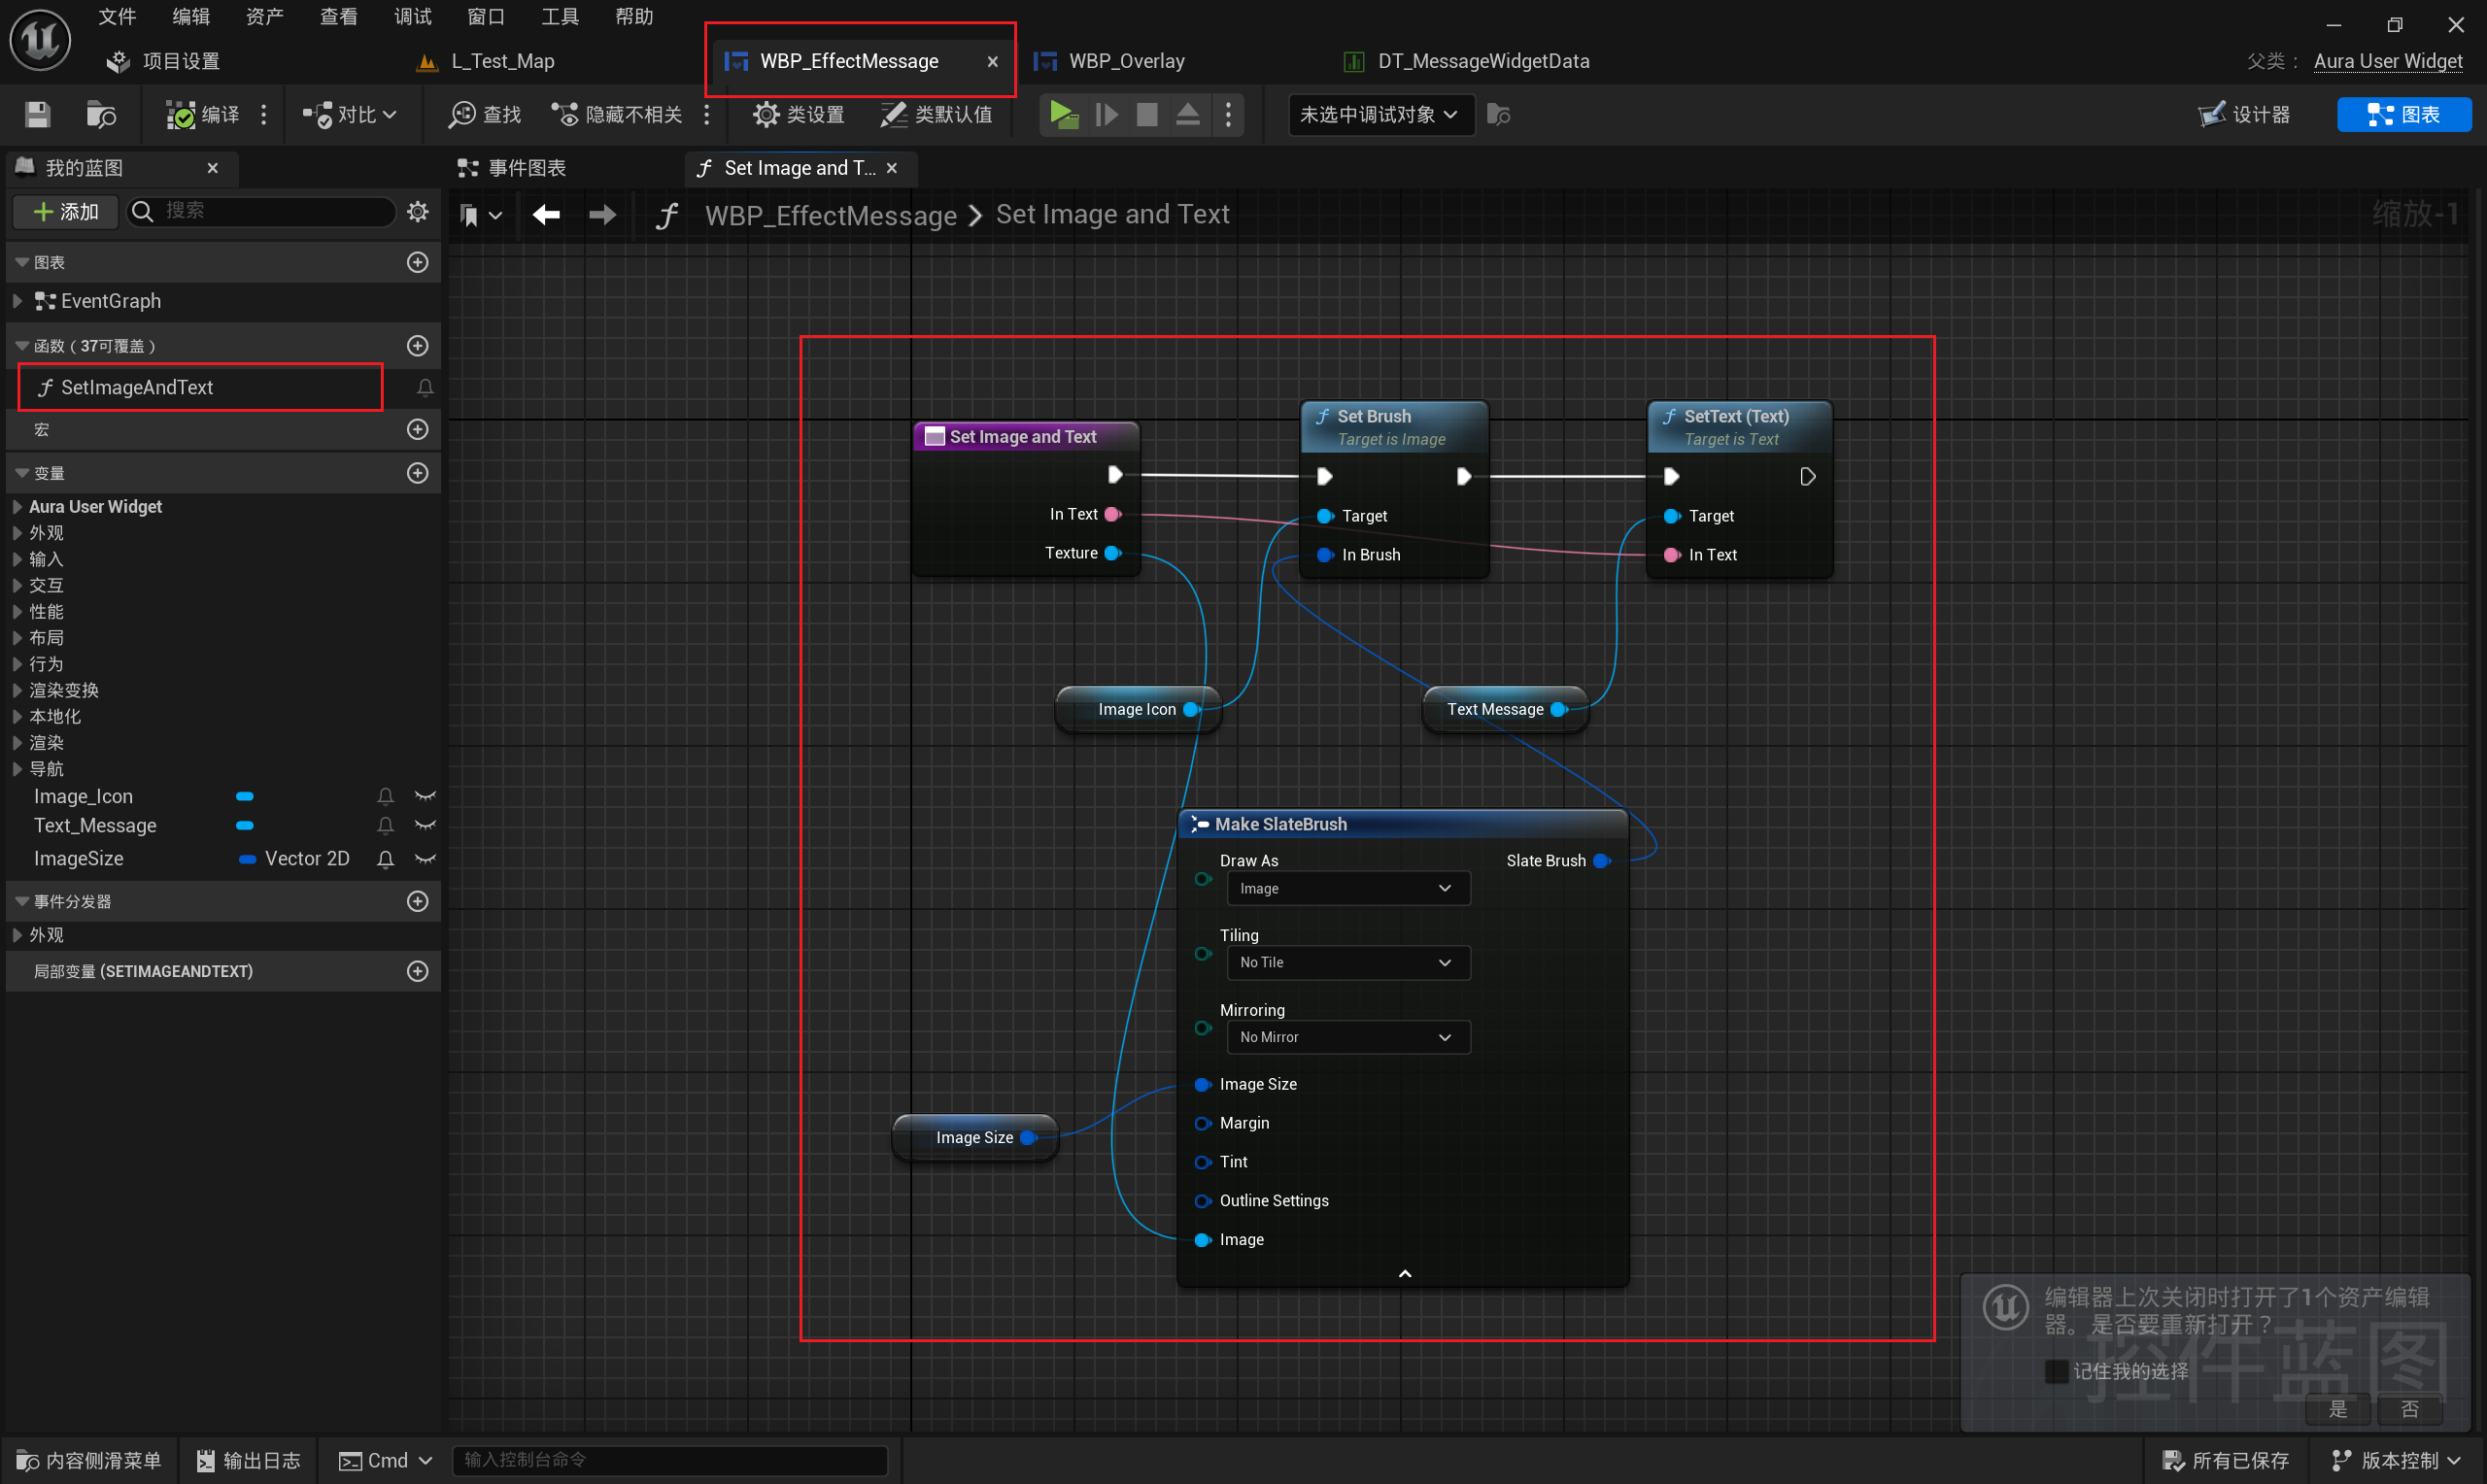 文件 编辑 资产 查看 调试 窗口 工具 帮助
项目设置 L_Test_Map WBP_EffectMessage WBP_Overlay DT_MessageWidgetData 父类： Aura User Widget
编译 对比 查找 隐藏不相关 类设置 类默认值 未选中调试对象 设计器 图表
我的蓝图
事件图表 Set Image and T...
添加 搜索
WBP_EffectMessage Set Image and Text 缩放-1
图表
EventGraph
函数（37可覆盖）
SetImageAndText
宏
变量
Aura User Widget
外观
输入
交互
性能
布局
行为
渲染变换
本地化
渲染
导航
Image_Icon
Text_Message
ImageSize Vector 2D
事件分发器
外观
局部变量 (SETIMAGEANDTEXT)
Set Image and Text
In Text
Texture
Set Brush
Target is Image
Target
In Brush
SetText (Text)
Target is Text
Target
In Text
Image Icon
Text Message
Make SlateBrush
Draw As Slate Brush
Image
Tiling
No Tile
Mirroring
No Mirror
Image Size
Margin
Tint
Outline Settings
Image
Image Size
编辑器上次关闭时打开了1个资产编辑
器。是否要重新打开？
控件蓝图
记住我的选择
是 否
内容侧滑菜单 输出日志 Cmd 输入控制台命令 所有已保存 版本控制